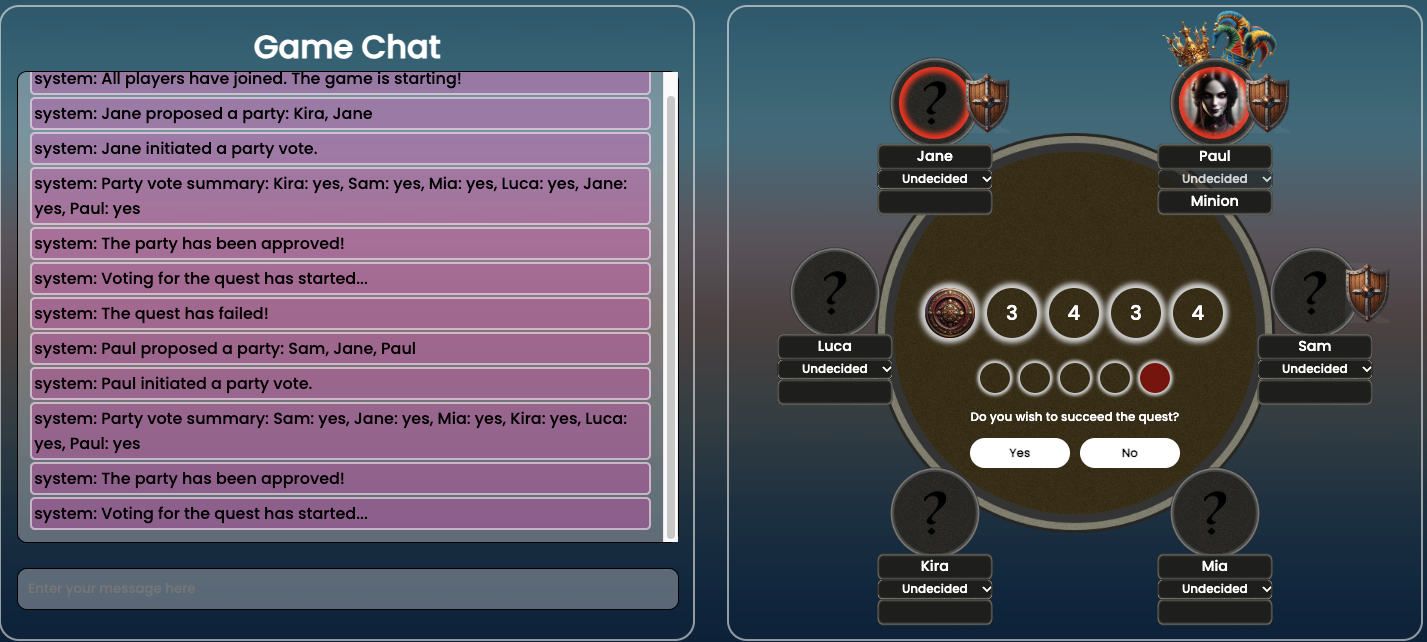 Game Chat
system: All players have joined. The game is starting!
system: Jane proposed a party: Kira, Jane
system: Jane initiated a party vote.
system: Party vote summary: Kira: yes, Sam: yes, Mia: yes, Luca: yes, Jane:
yes, Paul: yes
system: The party has been approved!
system: Voting for the quest has started...
system: The quest has failed!
system: Paul proposed a party: Sam, Jane, Paul
system: Paul initiated a party vote.
system: Party vote summary: Sam: yes, Jane: yes, Mia: yes, Kira: yes, Luca:
yes, Paul: yes
system: The party has been approved!
system: Voting for the quest has started...
Enter your message here
?
Jane
Undecided
Paul
Undecided
Minion
?
Luca
Undecided
?
Sam
Undecided
3 4 3 4
Do you wish to succeed the quest?
Yes No
?
Kira
Undecided
?
Mia
Undecided